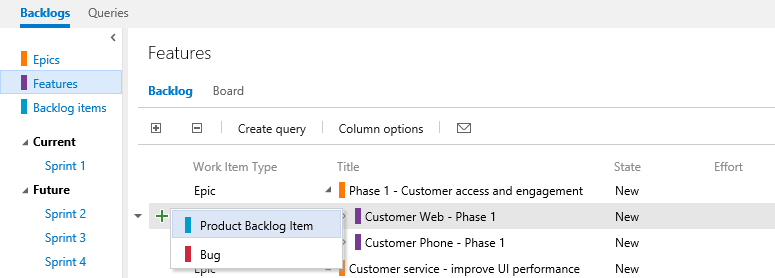 Backlogs Queries
Epics
Features
Backlog items
Current
Sprint 1
Future
Sprint 2
Sprint 3
Sprint 4
Features
Backlog Board
Create query Column options
Work Item Type Title State Effort
Epic Phase 1 - Customer access and engagement New
Customer Web - Phase 1 New
Product Backlog Item
Bug
Customer Phone - Phase 1 New
Customer service - improve UI performance New